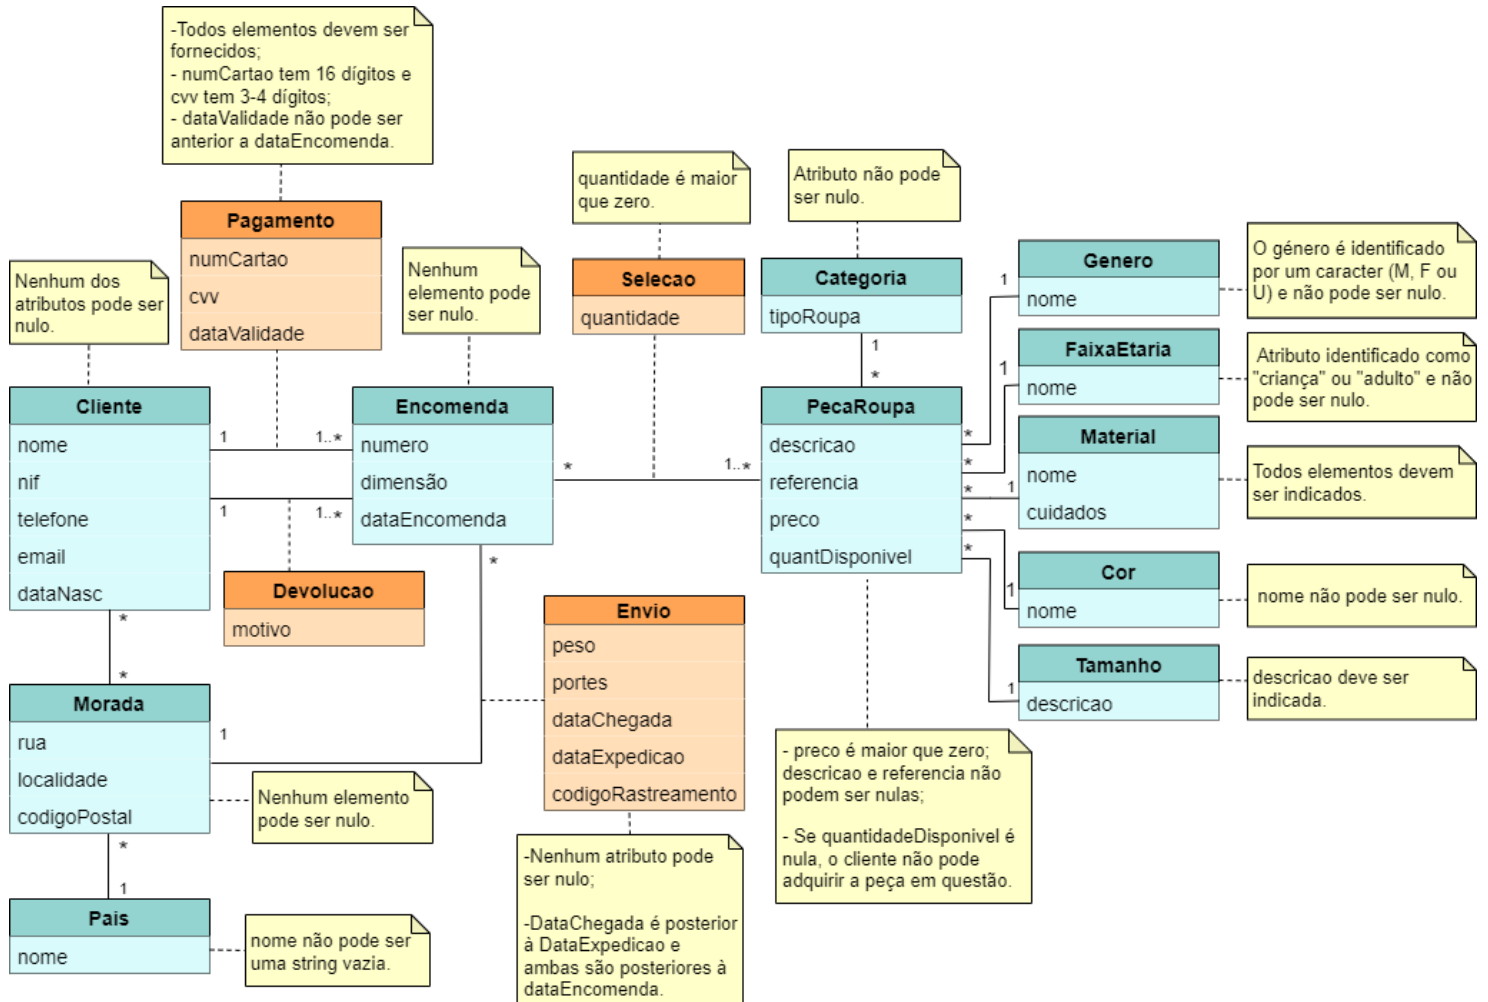 -Todos elementos devem ser
fornecidos;
- numCartao tem 16 dígitos e
cvv tem 3-4 dígitos;
- dataValidade não pode ser
anterior a dataEncomenda.
quantidade é maior
que zero.
Atributo não pode
ser nulo.
Pagamento
numCartao
cvv
dataValidade
Nenhum dos
atributos pode ser
nulo.
Nenhum
elemento pode
ser nulo.
Selecao
quantidade
Categoria
tipoRoupa
1
*
Genero
nome
1
O género é identificado
por um caracter (M, F ou
U) e não pode ser nulo.
FaixaEtaria
nome
1
Atributo identificado como
"criança" ou "adulto" e não
pode ser nulo.
Cliente
nome
nif
telefone
email
dataNasc
1
1..*
1
1..*
Encomenda
numero
dimensão
dataEncomenda
*
1..*
PecaRoupa
descricao
referencia
preco
quantDisponivel
*
*
*
*
*
Material
nome
cuidados
1
Todos elementos devem
ser indicados.
Cor
nome
1
nome não pode ser nulo.
Tamanho
descricao
1
descricao deve ser
indicada.
Devolucao
motivo
*
*
*
Envio
peso
portes
dataChegada
dataExpedicao
codigoRastreamento
Morada
rua
localidade
codigoPostal
1
Nenhum elemento
pode ser nulo.
- preco é maior que zero;
descricao e referencia não
podem ser nulas;
- Se quantidadeDisponivel é
nula, o cliente não pode
adquirir a peça em questão.
*
1
-Nenhum atributo pode
ser nulo;
-DataChegada é posterior
à DataExpedicao e
ambas são posteriores à
dataEncomenda.
Pais
nome
nome não pode ser
uma string vazia.